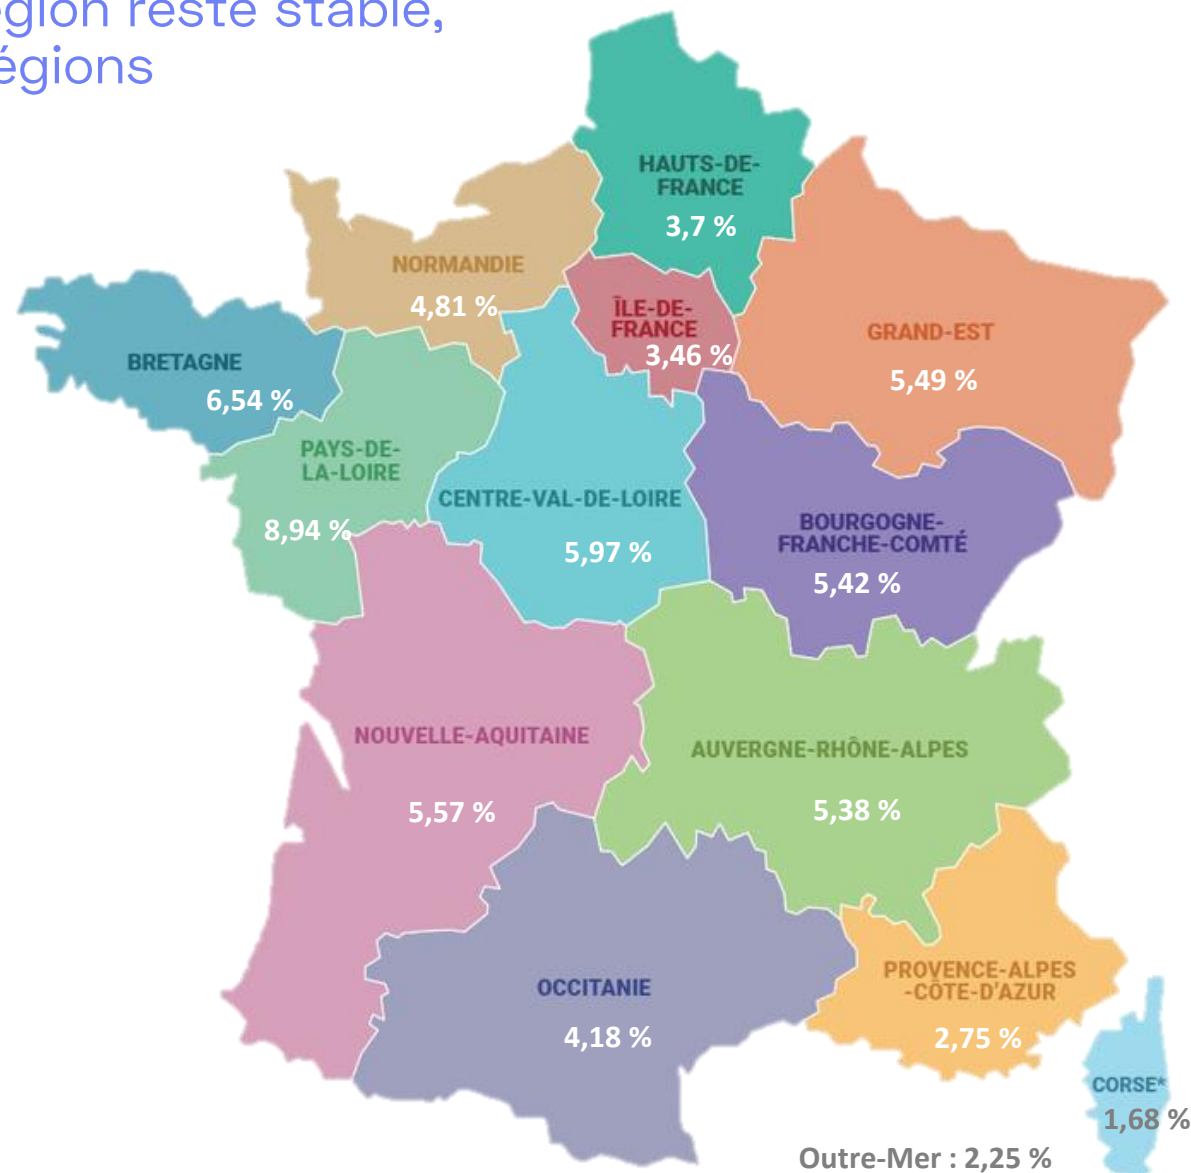 égion reste stable,
égions
HAUTS-DE-
FRANCE
3,7 %
NORMANDIE
4,81 %
ÎLE-DE-
FRANCE
3,46 %
GRAND-EST
5,49 %
BRETAGNE
6,54 %
PAYS-DE-
LA-LOIRE
8,94 %
CENTRE-VAL-DE-LOIRE
5,97 %
BOURGOGNE-
FRANCHE-COMTÉ
5,42 %
NOUVELLE-AQUITAINE
5,57 %
AUVERGNE-RHÔNE-ALPES
5,38 %
OCCITANIE
4,18 %
PROVENCE-ALPES
-CÔTE-D'AZUR
2,75 %
CORSE*
1,68 %
Outre-Mer : 2,25 %